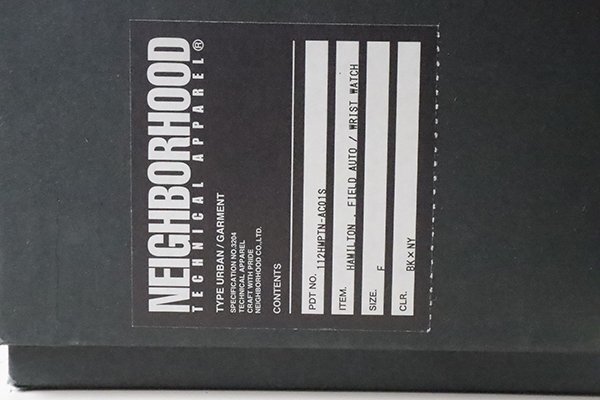 NEIGHBORHOOD
TECHNICAL APPAREL®
TYPE URBAN / GARMENT
SPECIFICATION NO.3204
TECHNICAL APPAREL
CRAFT WITH PRIDE
NEIGHBORHOOD CO.,LTD.
CONTENTS
PDT NO. 112HWPTN-AC01S
ITEM. HAMILTON . FIELD AUTO / WRIST WATCH
SIZE. F
CLR. BK×NY